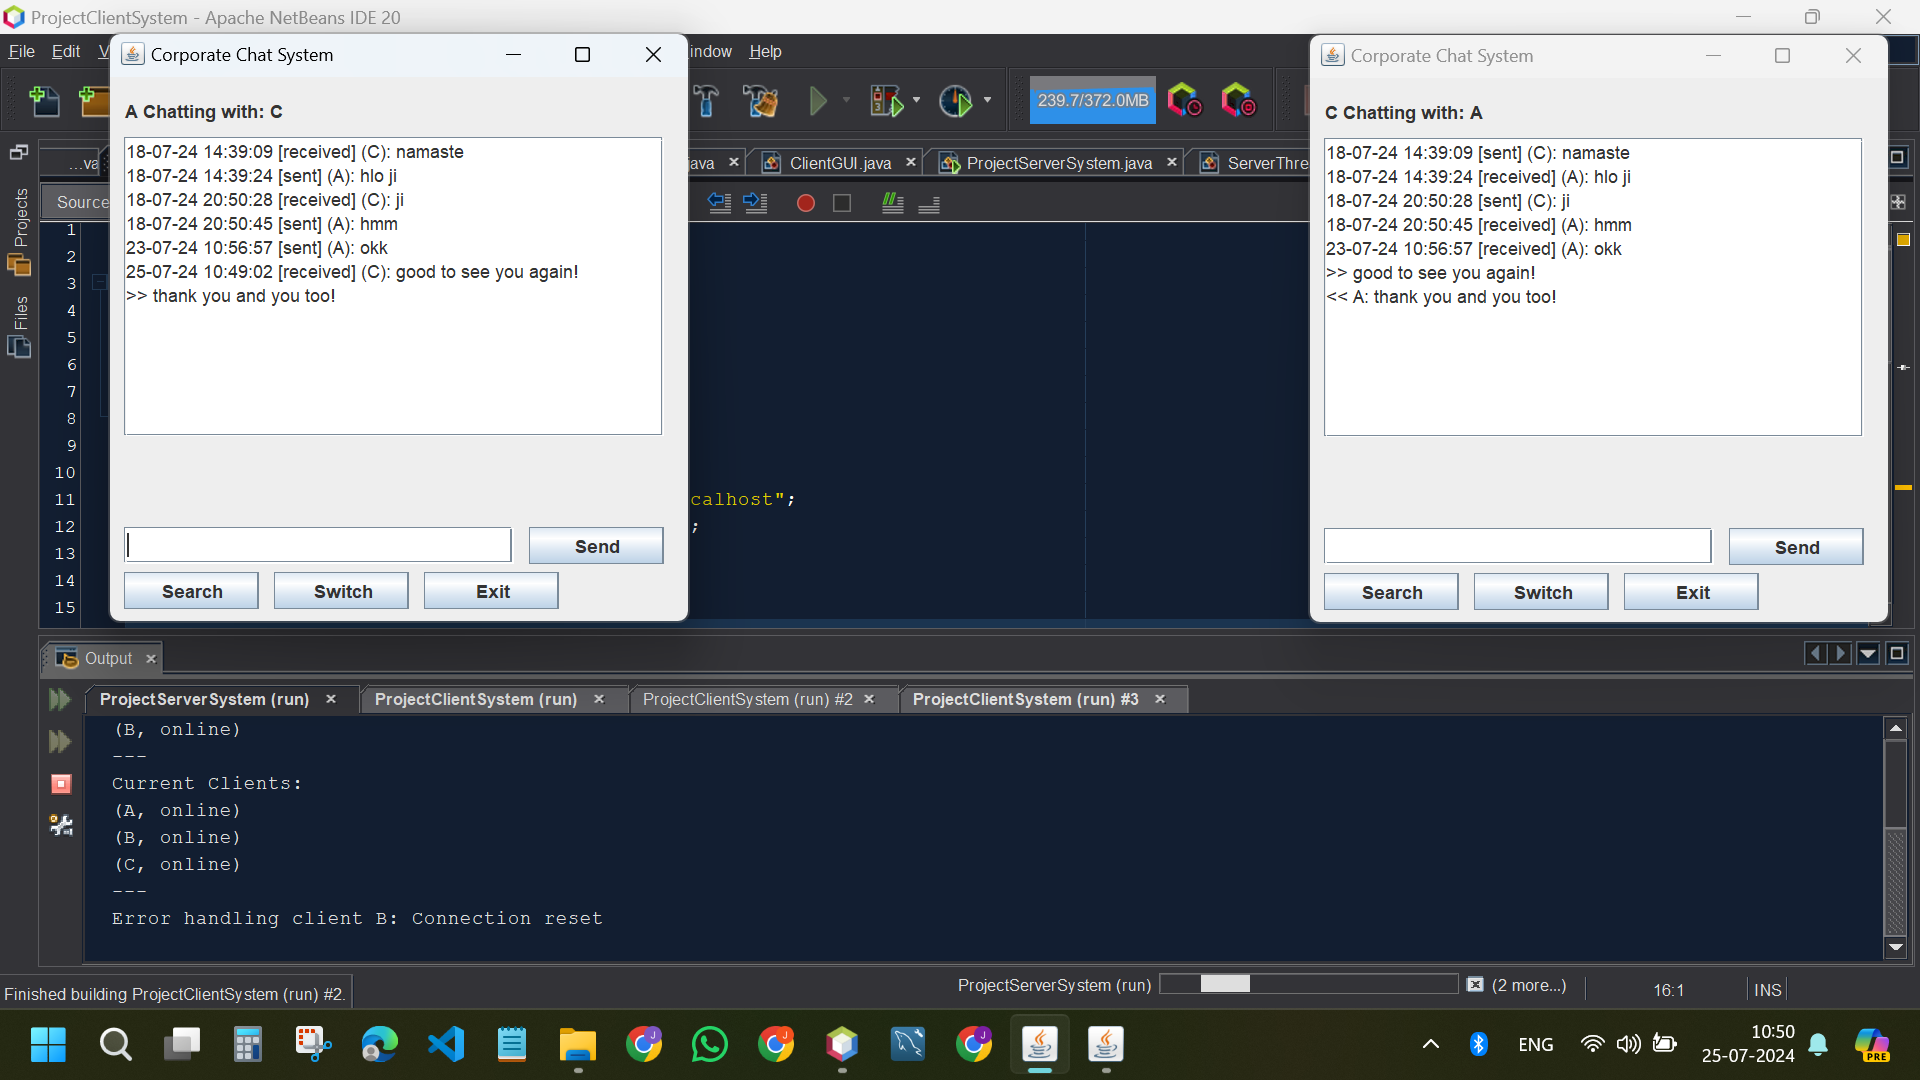 ProjectClientSystem - Apache NetBeans IDE 20
File Edit V
indow Help
239.7/372.0MB
...va
java
ClientGUI.java
ProjectServerSystem.java
ServerThre
Source
Projects
Files
1
2
3
4
5
6
7
8
9
10
11
12
13
14
15
calhost";
;
Corporate Chat System
A Chatting with: C
18-07-24 14:39:09 [received] (C): namaste
18-07-24 14:39:24 [sent] (A): hlo ji
18-07-24 20:50:28 [received] (C): ji
18-07-24 20:50:45 [sent] (A): hmm
23-07-24 10:56:57 [sent] (A): okk
25-07-24 10:49:02 [received] (C): good to see you again!
>> thank you and you too!
Send
Search Switch Exit
Corporate Chat System
C Chatting with: A
18-07-24 14:39:09 [sent] (C): namaste
18-07-24 14:39:24 [received] (A): hlo ji
18-07-24 20:50:28 [sent] (C): ji
18-07-24 20:50:45 [received] (A): hmm
23-07-24 10:56:57 [received] (A): okk
>> good to see you again!
<< A: thank you and you too!
Send
Search Switch Exit
Output
ProjectServerSystem (run) ProjectClientSystem (run) ProjectClientSystem (run) #2 ProjectClientSystem (run) #3
(B, online)
---
Current Clients:
(A, online)
(B, online)
(C, online)
---
Error handling client B: Connection reset
Finished building ProjectClientSystem (run) #2.
ProjectServerSystem (run) (2 more...)
16:1 INS
ENG
10:50
25-07-2024
PRE